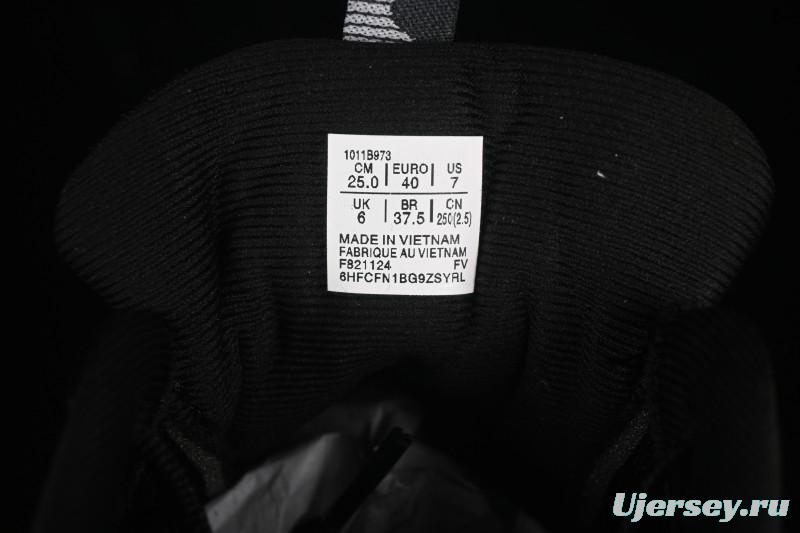 1011B973
CM | EURO | US
25.0 | 40 | 7
UK | BR | CN
6 | 37.5 | 250(2.5)
MADE IN VIETNAM
FABRIQUE AU VIETNAM
F821124 FV
6HFCFN1BG9ZSYRL
Ujersey.ru